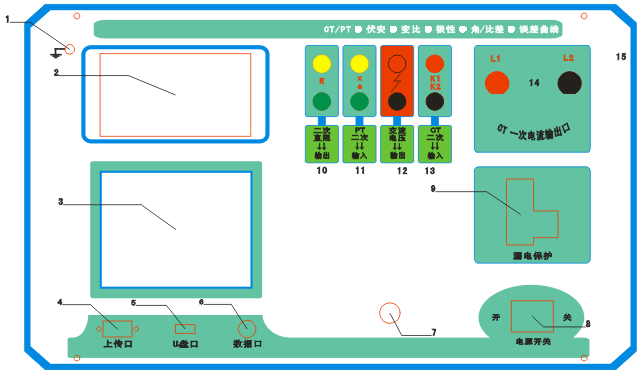 1
CT/PT 伏安 变比 极性 角/比差 误差曲线
15
2
R
x
a
K1
K2
L1
L2
14
CT 一次电流输出口
二次
直阻
↓↓
输出
PT
二次
↓↓
输入
交流
电压
↓↓
输出
CT
二次
↓↓
输入
10
11
12
13
3
9
漏电保护
4
5
6
上传口
U盘口
数据口
7
开
关
8
电源开关